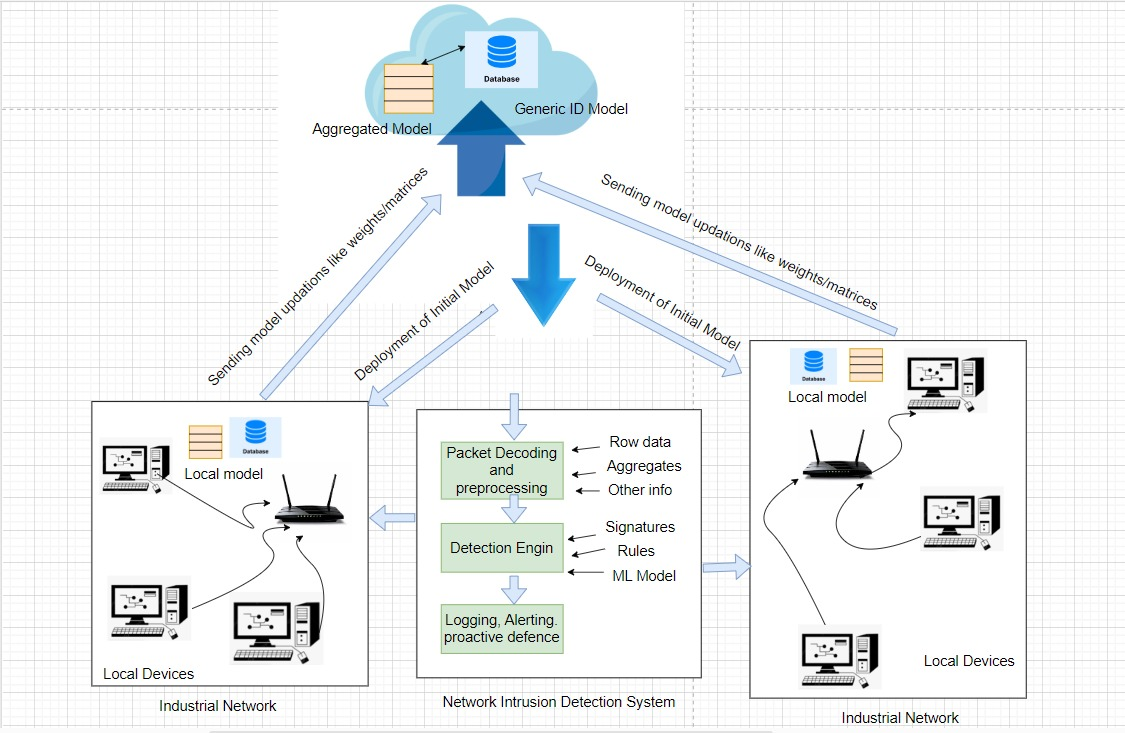 Database
Generic ID Model
Aggregated Model
Sending model updations like weights/matrices
Sending model updations like weights/matrices
Deployment of Initial Model
Deployment of Initial Model
Database
Local model
Local Devices
Industrial Network
Packet Decoding
and
preprocessing
Row data
Aggregates
Other info
Detection Engin
Signatures
Rules
ML Model
Logging, Alerting.
proactive defence
Network Intrusion Detection System
Database
Local model
Local Devices
Industrial Network